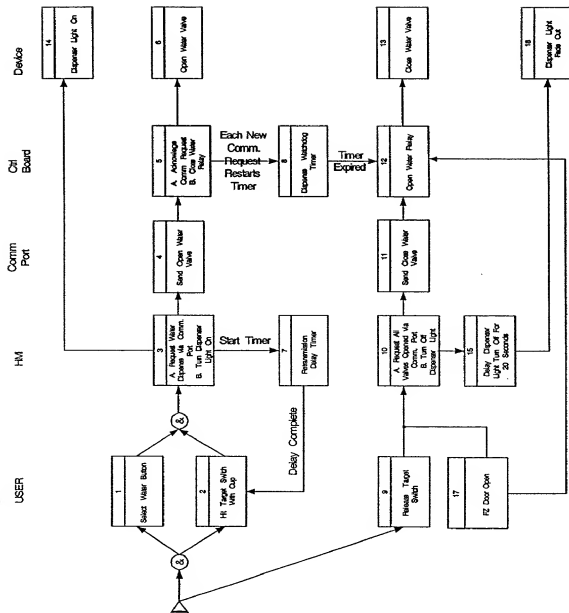 USER
HM
Comm
Port
Ctrl
Board
Device
14
Dispenser Light On
1
Select Water Button
2
Hit Target Switch
With Cup
3
A. Request Water
Dispense Via Comm.
Port
B. Turn Dispenser
Light On
4
Send Open Water
Valve
5
A. Acknowledge
Comm Request
B. Close Water
Relay
6
Open Water Valve
&
&
Start Timer
7
Retransmission
Delay Timer
Delay Complete
Each New
Comm.
Request
Restarts
Timer
8
Dispense Watchdog
Timer
Timer
Expired
9
Release Target
Switch
10
A. Request All
Valves Opened via
Comm. Port
B. Turn Off
Dispenser Light
11
Send Close Water
Valve
12
Open Water Relay
13
Close Water Valve
17
FZ Door Open
15
Delay Dispenser
Light Turn Off For
20 Seconds
18
Dispenser Light
Fade Out